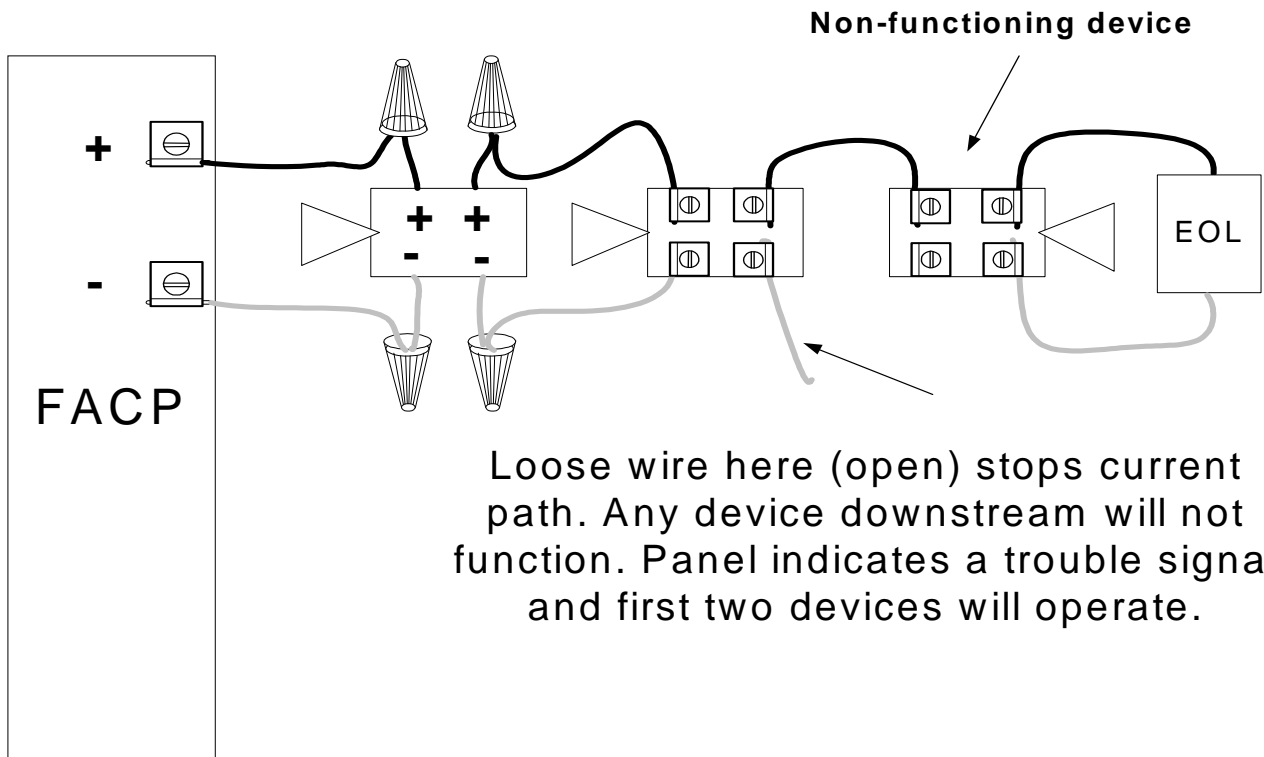 Non-functioning device
+
-
FACP
+ +
- -
EOL
Loose wire here (open) stops current
path. Any device downstream will not
function. Panel indicates a trouble signa
and first two devices will operate.